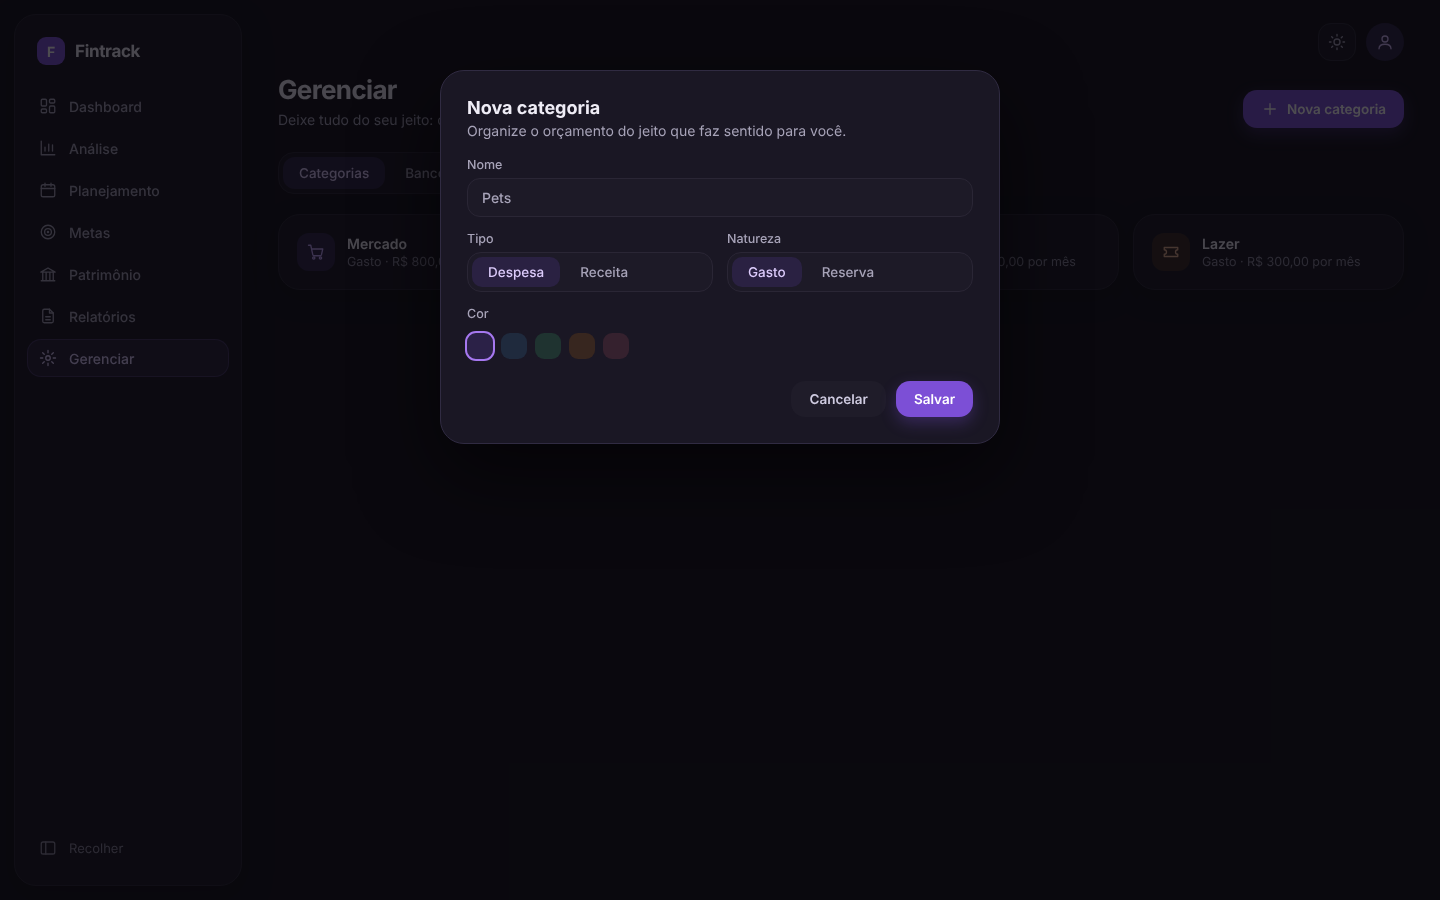 F Fintrack
Dashboard
Análise
Planejamento
Metas
Patrimônio
Relatórios
Gerenciar
Recolher
Gerenciar
Deixe tudo do seu jeito:
Nova categoria
Categorias
Mercado
Gasto · R$ 800,
,00 por mês
Lazer
Gasto · R$ 300,00 por mês
Nova categoria
Organize o orçamento do jeito que faz sentido para você.
Nome
Pets
Tipo Natureza
Despesa Receita Gasto Reserva
Cor
Cancelar Salvar